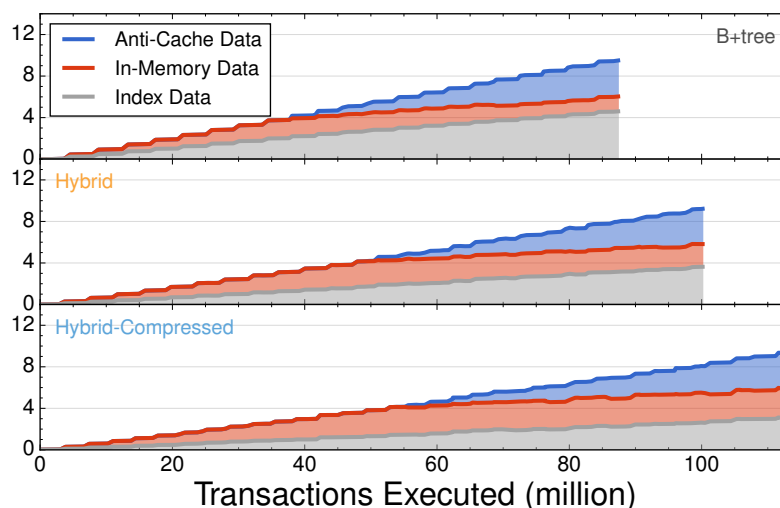 12
8
4
0
Anti-Cache Data
In-Memory Data
Index Data
B+tree
12
8
4
0
Hybrid
12
8
4
0
Hybrid-Compressed
0 20 40 60 80 100
Transactions Executed (million)